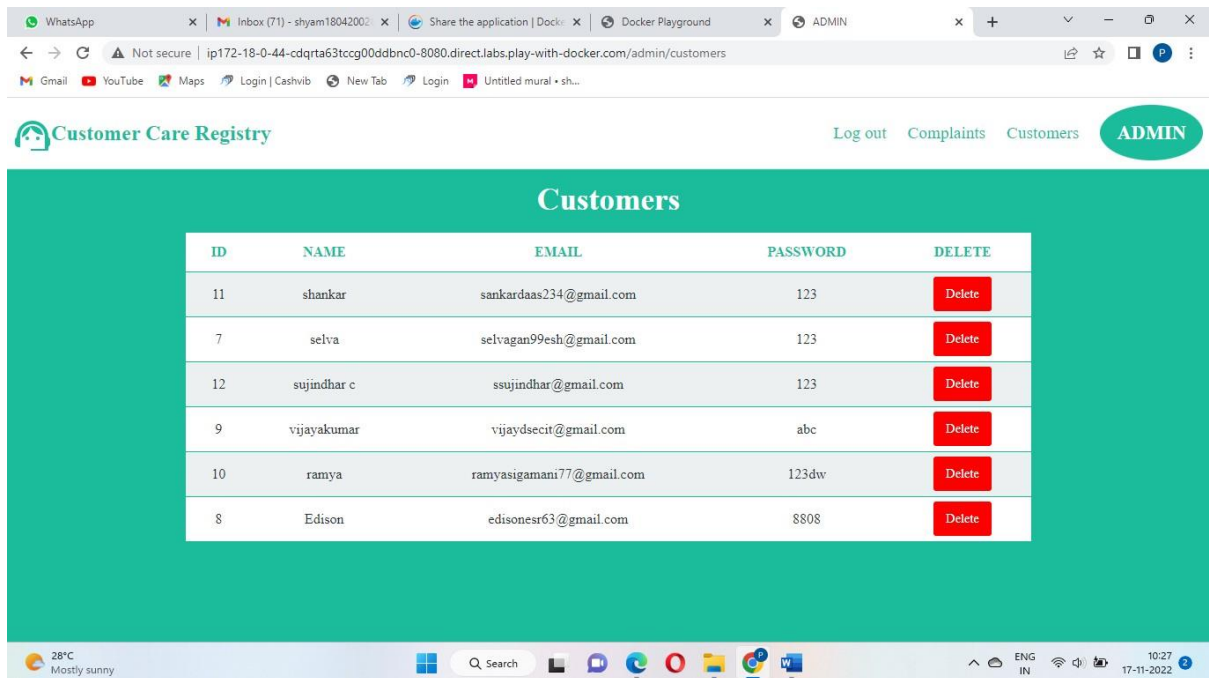 WhatsApp
Inbox (71) - shyam18042002
Share the application | Docke
Docker Playground
ADMIN
Not secure | ip172-18-0-44-cdqrta63tccg00ddbnc0-8080.direct.labs.play-with-docker.com/admin/customers
P
Gmail YouTube Maps Login | Cashvib New Tab Login Untitled mural • sh...
Customer Care Registry
Log out Complaints Customers ADMIN
Customers
ID NAME EMAIL PASSWORD DELETE
11 shankar sankardaas234@gmail.com 123 Delete
7 selva selvagan99esh@gmail.com 123 Delete
12 sujindhar c ssujindhar@gmail.com 123 Delete
9 vijayakumar vijaydsecit@gmail.com abc Delete
10 ramya ramyasigamani77@gmail.com 123dw Delete
8 Edison edisonesr63@gmail.com 8808 Delete
28°C
Mostly sunny
Search
ENG
IN
10:27
17-11-2022
2